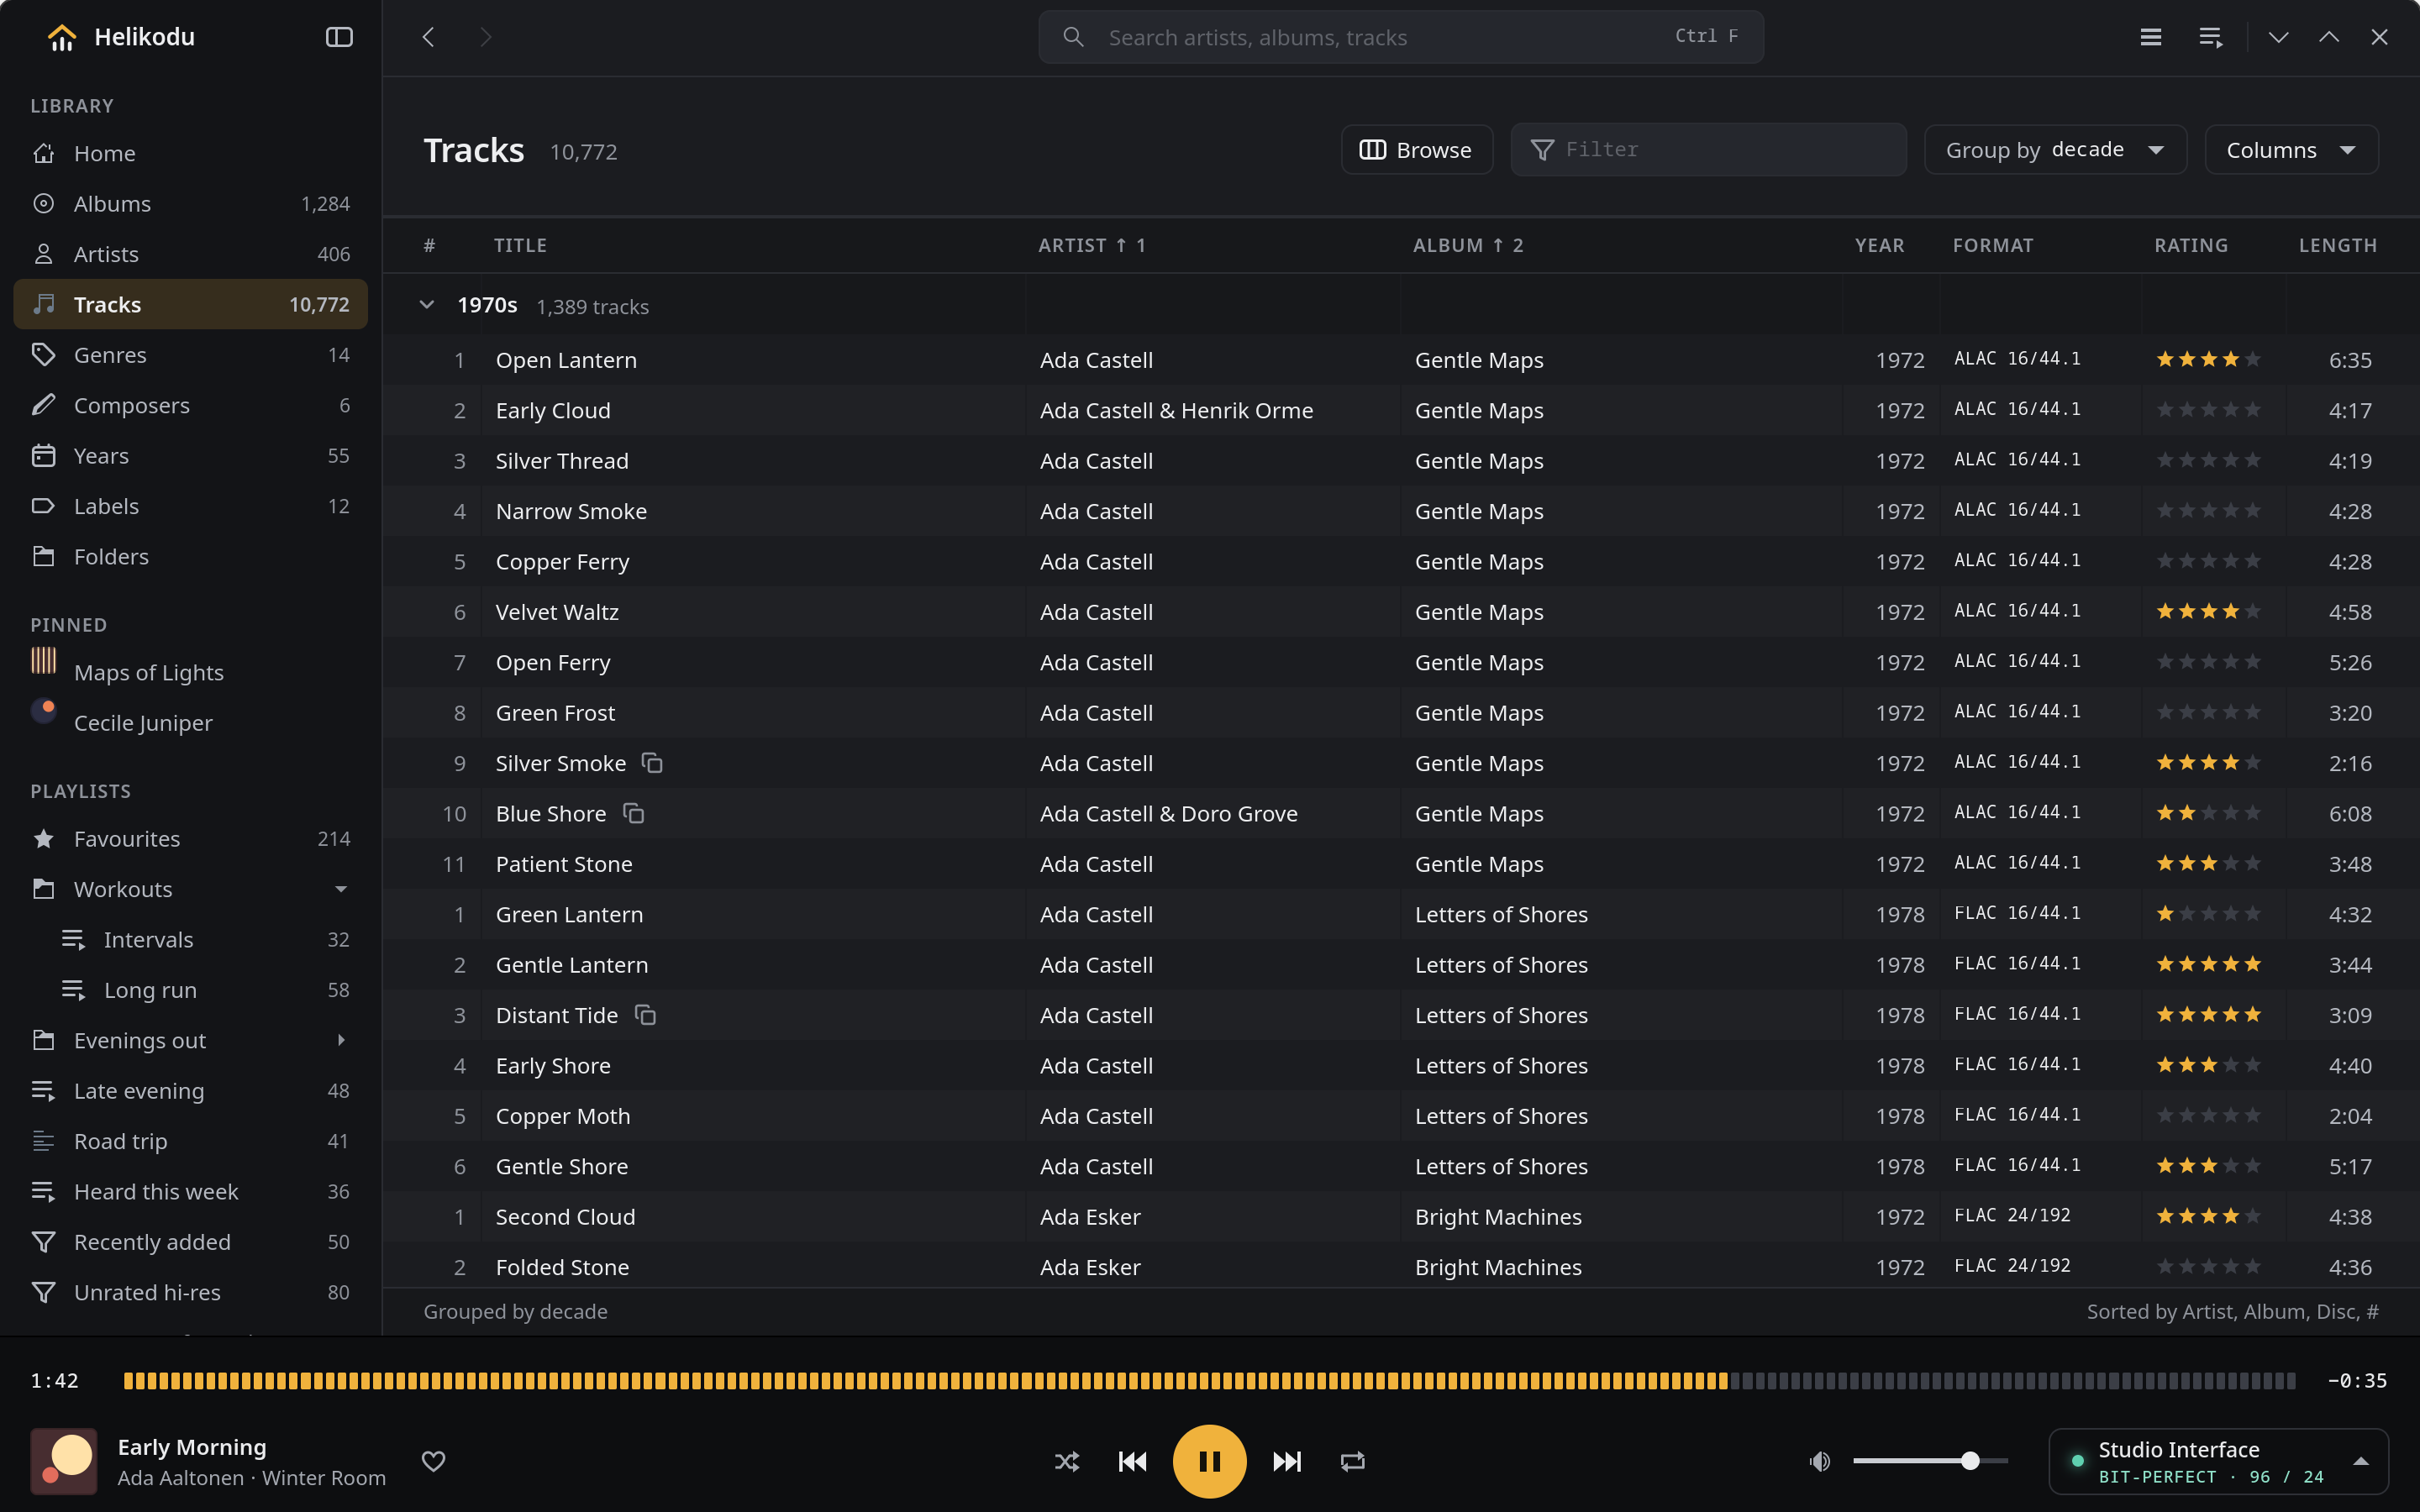 Helikodu
Search artists, albums, tracks Ctrl F
LIBRARY
Home
Albums 1,284
Artists 406
Tracks 10,772
Genres 14
Composers 6
Years 55
Labels 12
Folders
PINNED
Maps of Lights
Cecile Juniper
PLAYLISTS
Favourites 214
Workouts
Intervals 32
Long run 58
Evenings out
Late evening 48
Road trip 41
Heard this week 36
Recently added 50
Unrated hi-res 80
Tracks 10,772
Browse Filter Group by decade Columns
# TITLE ARTIST ↑ 1 ALBUM ↑ 2 YEAR FORMAT RATING LENGTH
1970s 1,389 tracks
1 Open Lantern Ada Castell Gentle Maps 1972 ALAC 16/44.1 6:35
2 Early Cloud Ada Castell & Henrik Orme Gentle Maps 1972 ALAC 16/44.1 4:17
3 Silver Thread Ada Castell Gentle Maps 1972 ALAC 16/44.1 4:19
4 Narrow Smoke Ada Castell Gentle Maps 1972 ALAC 16/44.1 4:28
5 Copper Ferry Ada Castell Gentle Maps 1972 ALAC 16/44.1 4:28
6 Velvet Waltz Ada Castell Gentle Maps 1972 ALAC 16/44.1 4:58
7 Open Ferry Ada Castell Gentle Maps 1972 ALAC 16/44.1 5:26
8 Green Frost Ada Castell Gentle Maps 1972 ALAC 16/44.1 3:20
9 Silver Smoke Ada Castell Gentle Maps 1972 ALAC 16/44.1 2:16
10 Blue Shore Ada Castell & Doro Grove Gentle Maps 1972 ALAC 16/44.1 6:08
11 Patient Stone Ada Castell Gentle Maps 1972 ALAC 16/44.1 3:48
1 Green Lantern Ada Castell Letters of Shores 1978 FLAC 16/44.1 4:32
2 Gentle Lantern Ada Castell Letters of Shores 1978 FLAC 16/44.1 3:44
3 Distant Tide Ada Castell Letters of Shores 1978 FLAC 16/44.1 3:09
4 Early Shore Ada Castell Letters of Shores 1978 FLAC 16/44.1 4:40
5 Copper Moth Ada Castell Letters of Shores 1978 FLAC 16/44.1 2:04
6 Gentle Shore Ada Castell Letters of Shores 1978 FLAC 16/44.1 5:17
1 Second Cloud Ada Esker Bright Machines 1972 FLAC 24/192 4:38
2 Folded Stone Ada Esker Bright Machines 1972 FLAC 24/192 4:36
Grouped by decade Sorted by Artist, Album, Disc, #
1:42 −0:35
Early Morning
Ada Aaltonen · Winter Room
Studio Interface
BIT-PERFECT · 96 / 24